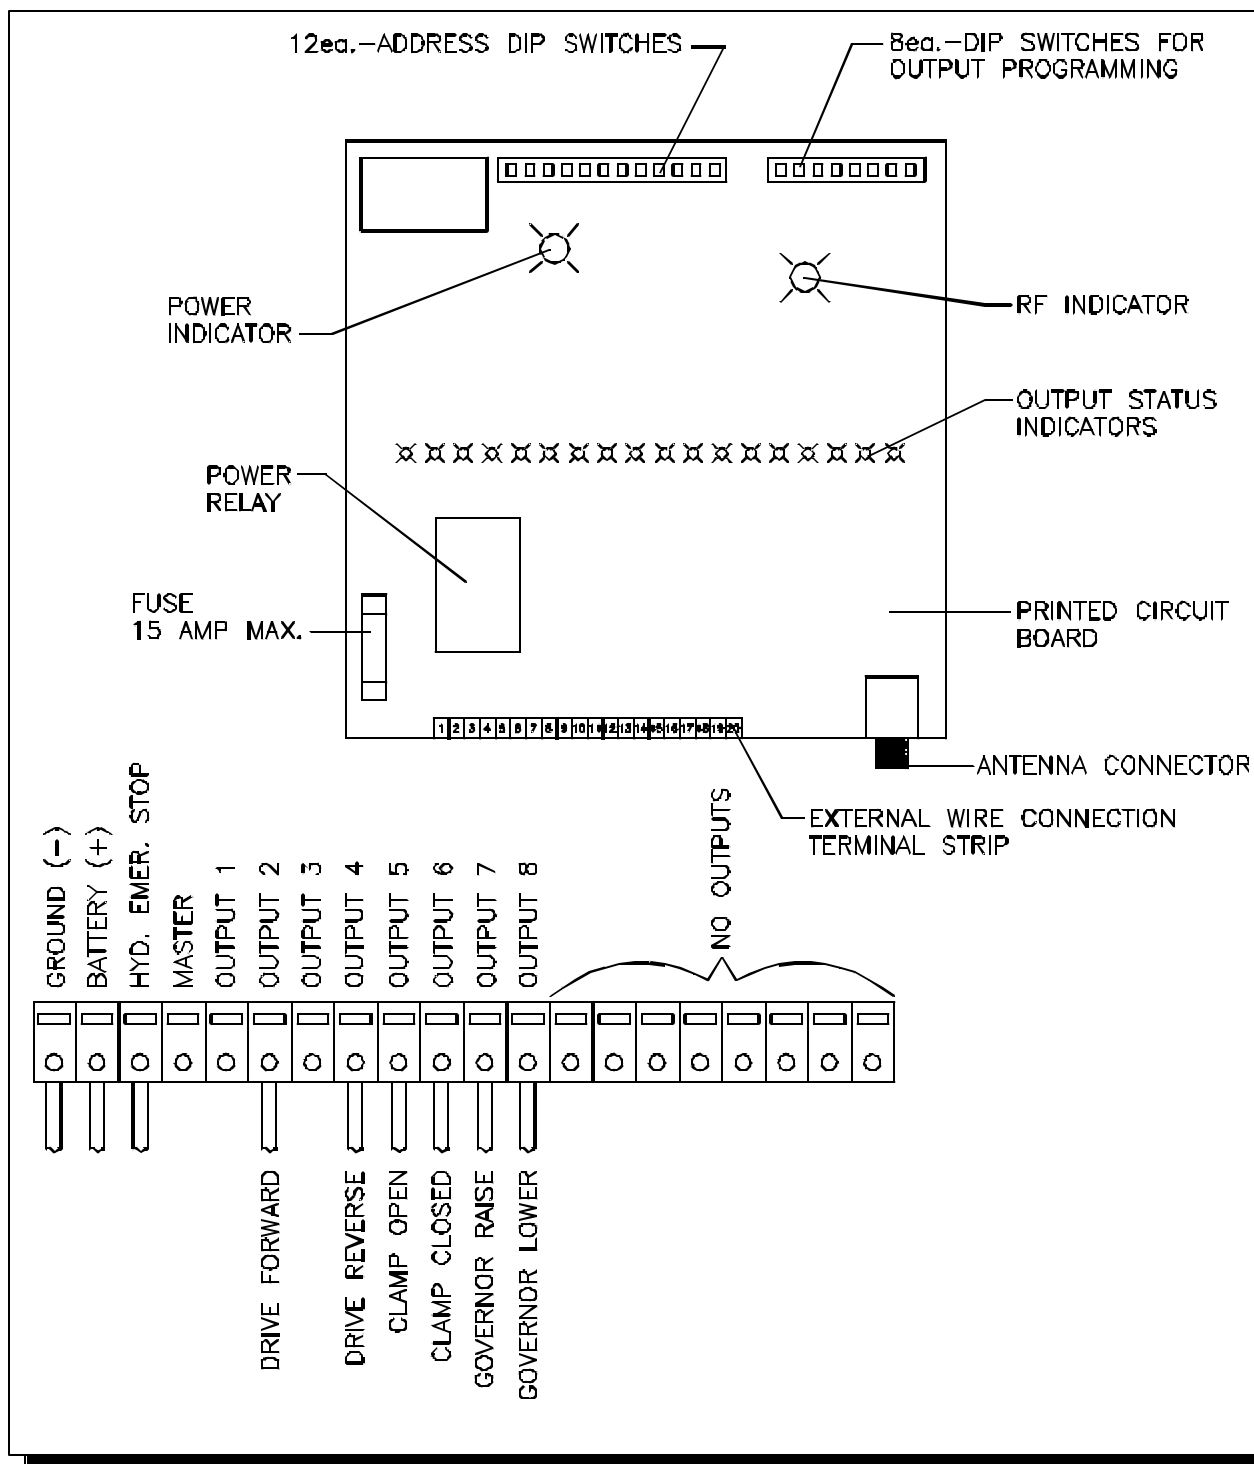 12ea.-ADDRESS DIP SWITCHES
8ea.-DIP SWITCHES FOR
OUTPUT PROGRAMMING
POWER
INDICATOR
RF INDICATOR
OUTPUT STATUS
INDICATORS
POWER
RELAY
FUSE
15 AMP MAX.
PRINTED CIRCUIT
BOARD
1 2 3 4 5 6 7 8 9 10 11 12 13 14 15 16 17 18 19 20
ANTENNA CONNECTOR
EXTERNAL WIRE CONNECTION
TERMINAL STRIP
GROUND (-)
BATTERY (+)
HYD. EMER. STOP
MASTER
OUTPUT 1
OUTPUT 2
OUTPUT 3
OUTPUT 4
OUTPUT 5
OUTPUT 6
OUTPUT 7
OUTPUT 8
NO OUTPUTS
DRIVE FORWARD
DRIVE REVERSE
CLAMP OPEN
CLAMP CLOSED
GOVERNOR RAISE
GOVERNOR LOWER